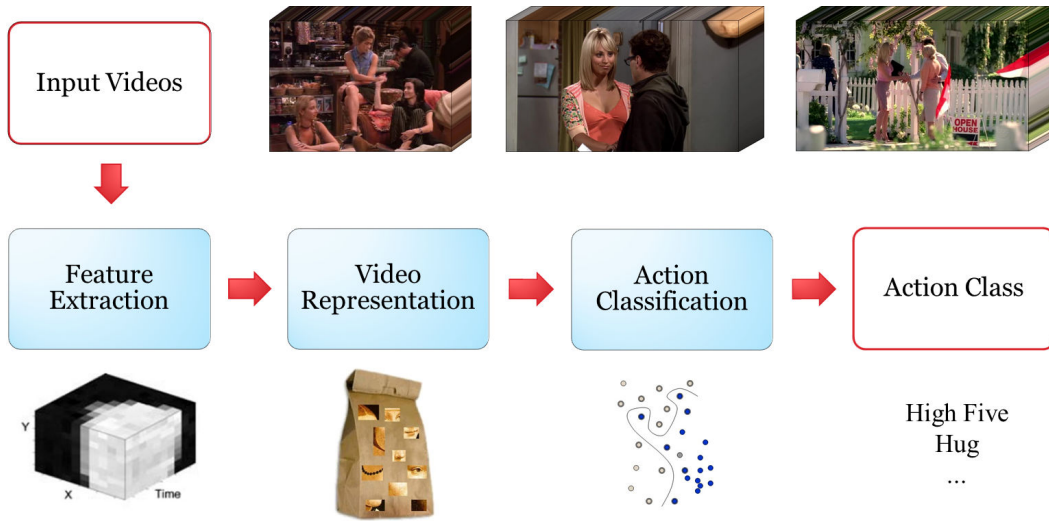 Input Videos
OPEN
HOUSE
Feature
Extraction
Video
Representation
Action
Classification
Action Class
Y
X
Time
High Five
Hug
...